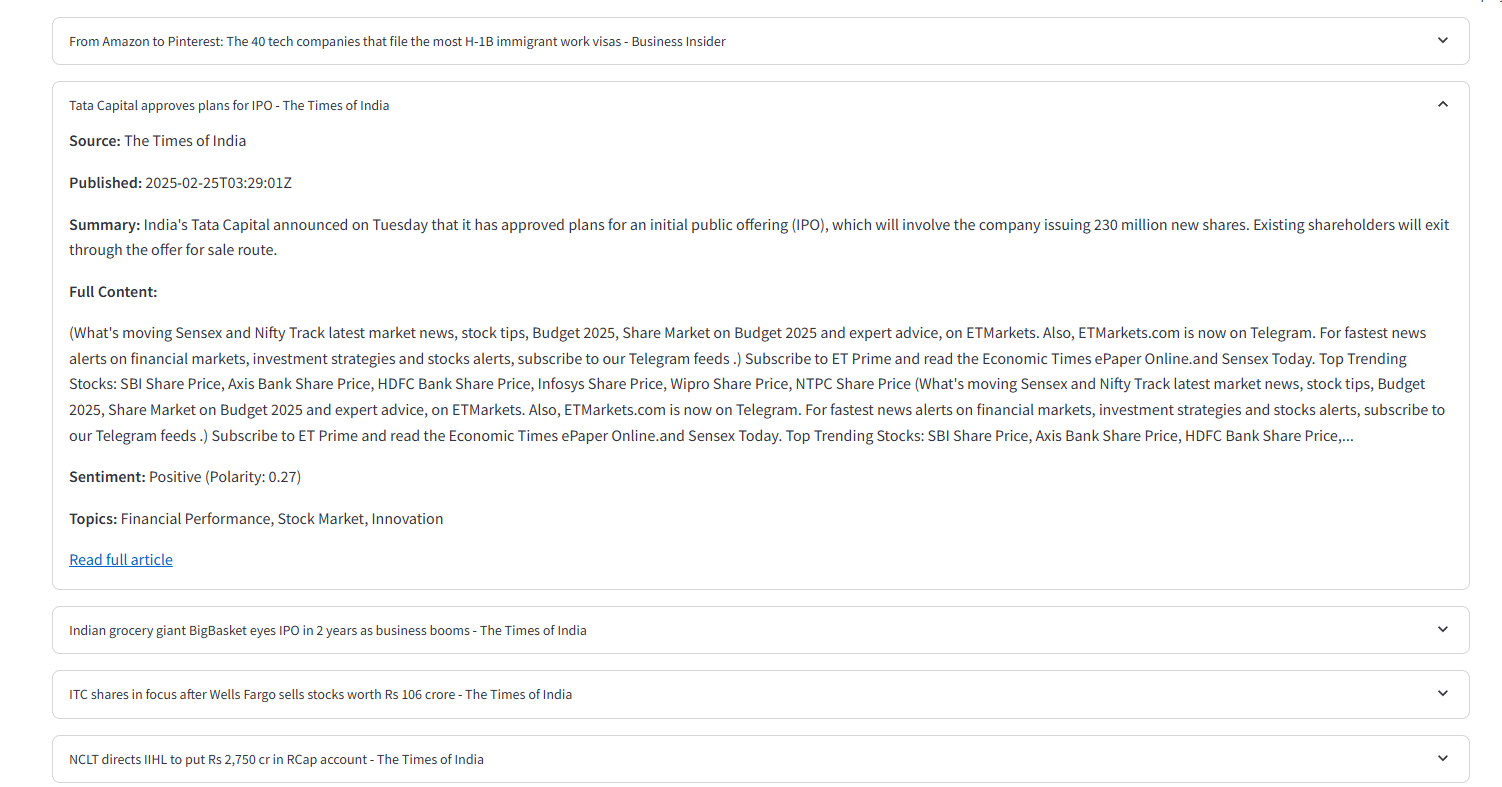 From Amazon to Pinterest: The 40 tech companies that file the most H-1B immigrant work visas - Business Insider
Tata Capital approves plans for IPO - The Times of India
Source: The Times of India
Published: 2025-02-25T03:29:01Z
Summary: India's Tata Capital announced on Tuesday that it has approved plans for an initial public offering (IPO), which will involve the company issuing 230 million new shares. Existing shareholders will exit
through the offer for sale route.
Full Content:
(What's moving Sensex and Nifty Track latest market news, stock tips, Budget 2025, Share Market on Budget 2025 and expert advice, on ETMarkets. Also, ETMarkets.com is now on Telegram. For fastest news
alerts on financial markets, investment strategies and stocks alerts, subscribe to our Telegram feeds .) Subscribe to ET Prime and read the Economic Times ePaper Online.and Sensex Today. Top Trending
Stocks: SBI Share Price, Axis Bank Share Price, HDFC Bank Share Price, Infosys Share Price, Wipro Share Price, NTPC Share Price (What's moving Sensex and Nifty Track latest market news, stock tips, Budget
2025, Share Market on Budget 2025 and expert advice, on ETMarkets. Also, ETMarkets.com is now on Telegram. For fastest news alerts on financial markets, investment strategies and stocks alerts, subscribe to
our Telegram feeds .) Subscribe to ET Prime and read the Economic Times ePaper Online.and Sensex Today. Top Trending Stocks: SBI Share Price, Axis Bank Share Price, HDFC Bank Share Price,...
Sentiment: Positive (Polarity: 0.27)
Topics: Financial Performance, Stock Market, Innovation
Read full article
Indian grocery giant BigBasket eyes IPO in 2 years as business booms - The Times of India
ITC shares in focus after Wells Fargo sells stocks worth Rs 106 crore - The Times of India
NCLT directs IIHL to put Rs 2,750 cr in RCap account - The Times of India